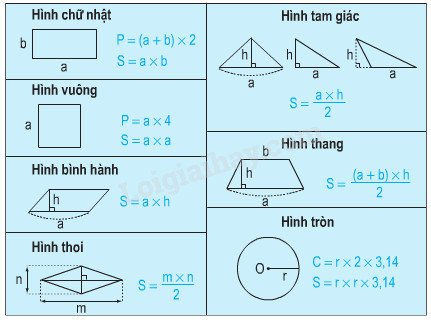 Hình chữ nhật
b
a
P = (a + b) × 2
S = a × b
Hình vuông
a
P = a × 4
S = a × a
Hình bình hành
h
a
S = a × h
Hình thoi
n
m
S = m × n / 2
Hình tam giác
h
h
h
a
a
a
S = a × h / 2
Hình thang
b
h
a
S = (a + b) × h / 2
Hình tròn
O
r
C = r × 2 × 3,14
S = r × r × 3,14
Loigiaihay.com